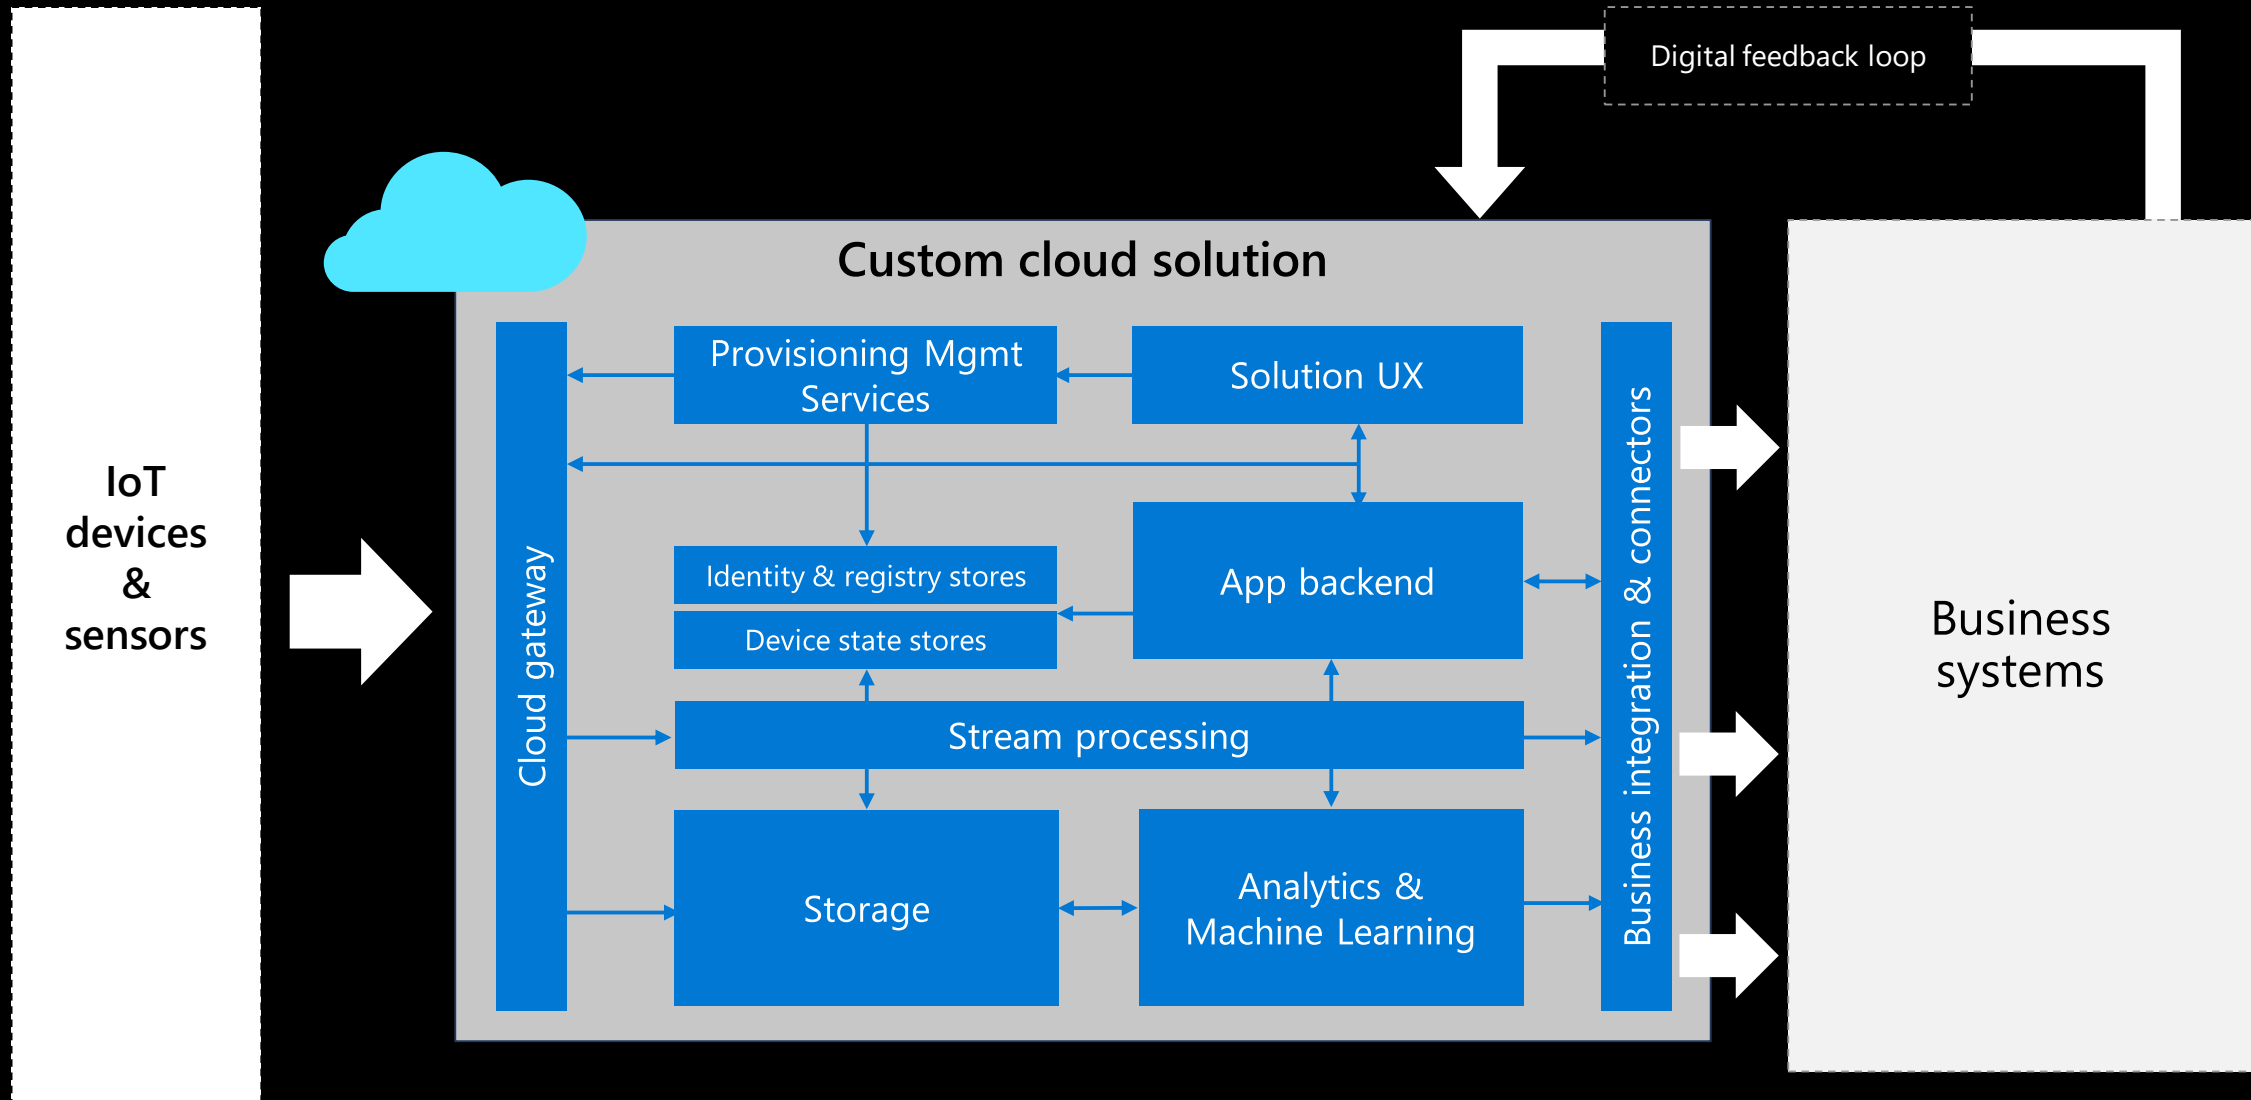 Digital feedback loop
Custom cloud solution
IoT
devices
&
sensors
Cloud gateway
Provisioning Mgmt
Services
Solution UX
Identity & registry stores
Device state stores
App backend
Stream processing
Storage
Analytics &
Machine Learning
Business integration & connectors
Business
systems